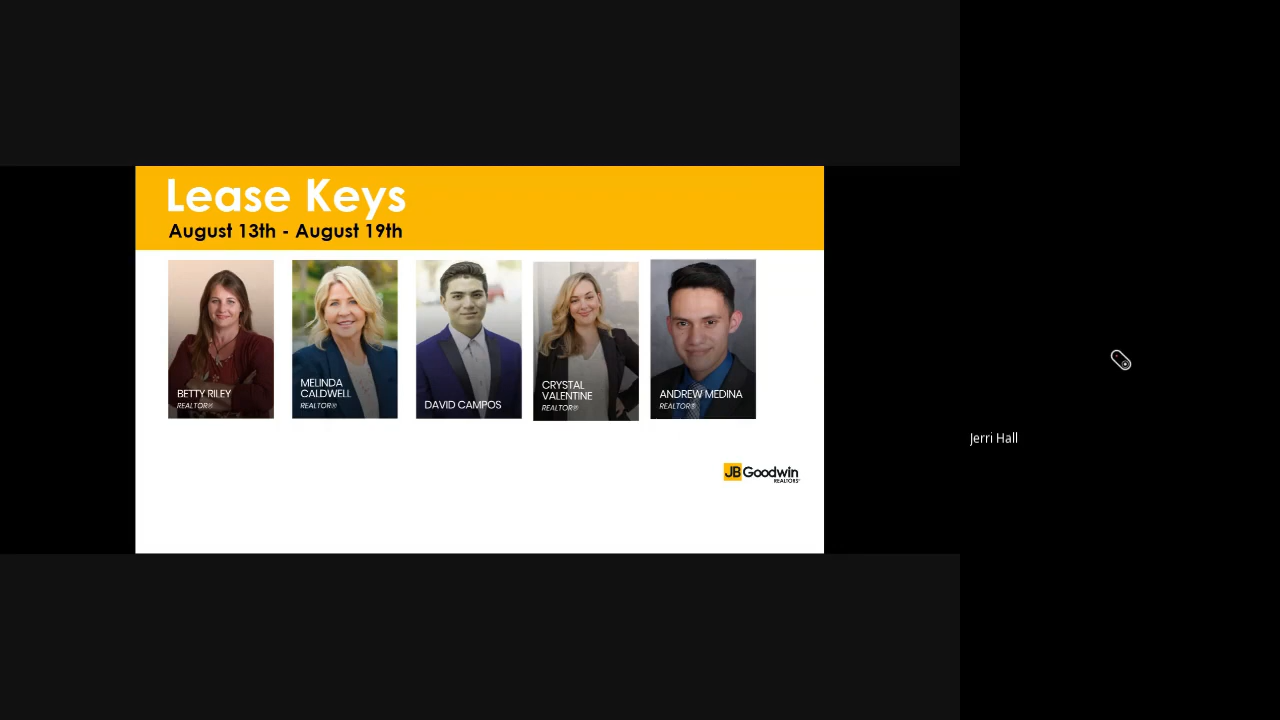 Lease Keys
August 13th - August 19th
BETTY RILEY
REALTOR®
MELINDA
CALDWELL
REALTOR®
DAVID CAMPOS
CRYSTAL
VALENTINE
REALTOR®
ANDREW MEDINA
REALTOR®
JB Goodwin
REALTORS®
Jerri Hall